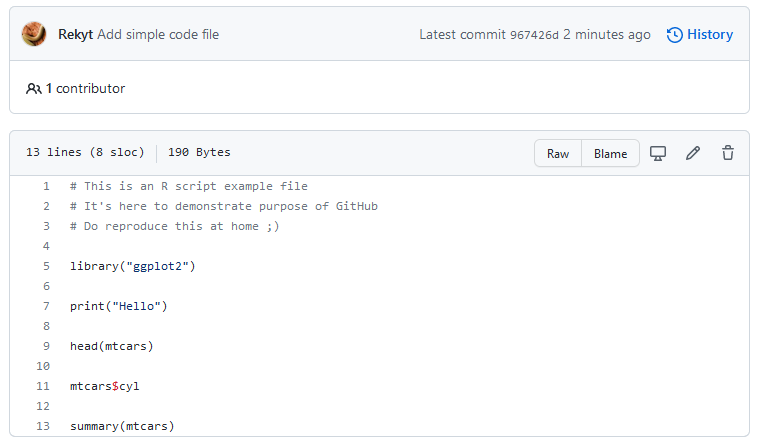 Rekyt Add simple code file Latest commit 967426d 2 minutes ago History
1 contributor
13 lines (8 sloc) 190 Bytes Raw Blame
1 # This is an R script example file
2 # It's here to demonstrate purpose of GitHub
3 # Do reproduce this at home ;)
4
5 library("ggplot2")
6
7 print("Hello")
8
9 head(mtcars)
10
11 mtcars$cyl
12
13 summary(mtcars)